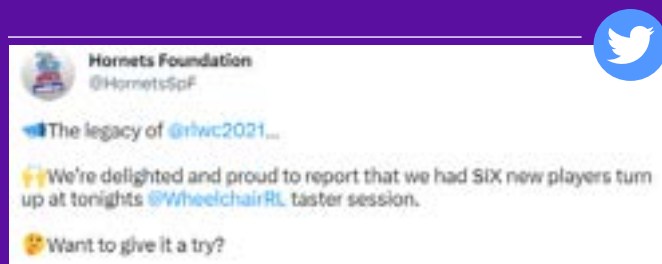 Hornets Foundation
@HornetsSpF
📢The legacy of @rlwc2021...
🙌We're delighted and proud to report that we had SIX new players turn
up at tonights @WheelchairRL taster session.
🤔Want to give it a try?